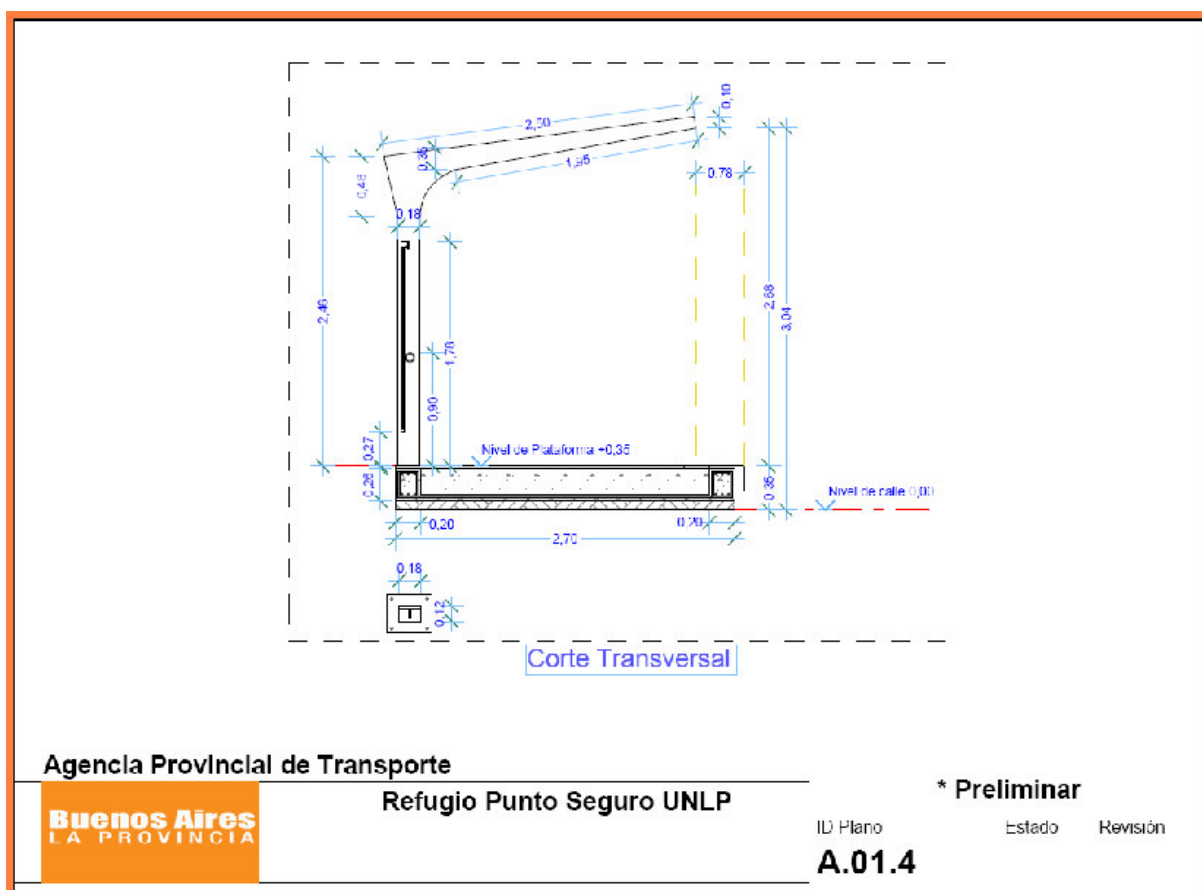 0,10
2,50
0,35
1,95
0,46
0,78
0,18
2,46
1,78
2,68
3,04
0,90
0,27
Nivel de Plataforma +0,35
0,26
0,35
Nivel de calle 0,00
0,20
0,20
2,70
0,18
0,12
Corte Transversal
Agencia Provincial de Transporte
Buenos Aires
LA PROVINCIA
Refugio Punto Seguro UNLP
* Preliminar
ID Plano
Estado
Revisión
A.01.4